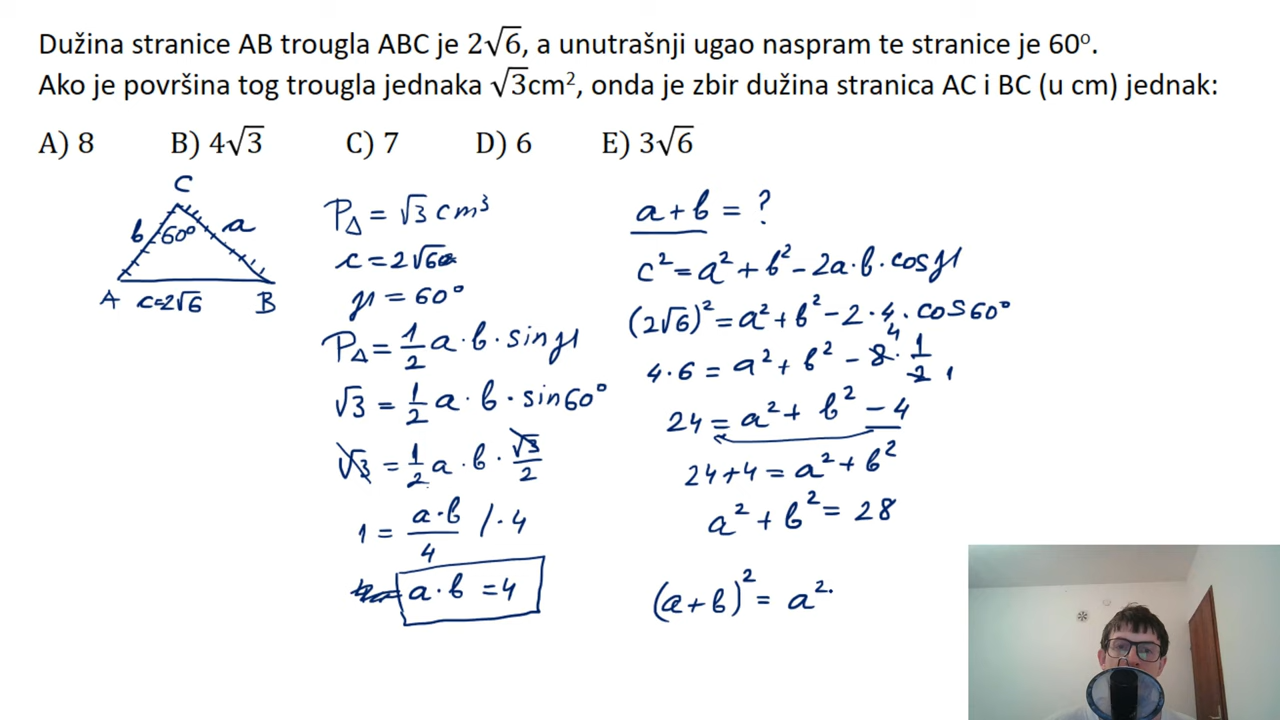 Dužina stranice AB trougla ABC je 2√6, a unutrašnji ugao naspram te stranice je 60°.
Ako je površina tog trougla jednaka √3cm², onda je zbir dužina stranica AC i BC (u cm) jednak:
A) 8 B) 4√3 C) 7 D) 6 E) 3√6
C
b 60° a
A c=2√6 B
P△ = √3 cm³
c = 2√6
γ = 60°
P△ = 1/2 a · b · sin γ
√3 = 1/2 a · b · sin60°
√3 = 1/2 a · b · √3/2
1 = a·b/4 / · 4
a · b = 4
a + b = ?
c² = a² + b² - 2a · b · cos γ
(2√6)² = a² + b² - 2 · 4 · cos60°
4 · 6 = a² + b² - 8 4 · 1/2 1
24 = a² + b² - 4
24 + 4 = a² + b²
a² + b² = 28
(a + b)² = a²